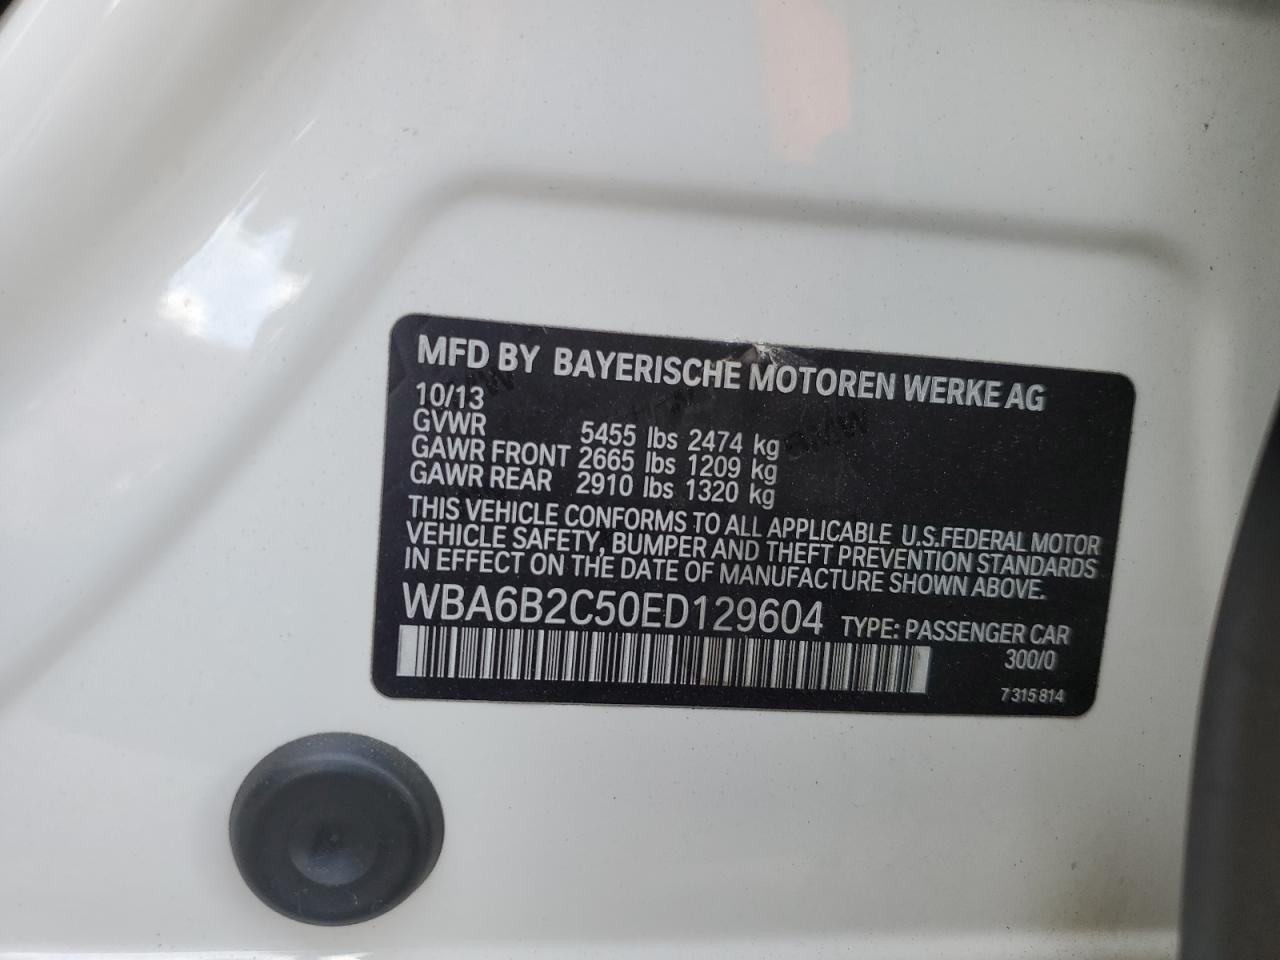 MFD BY BAYERISCHE MOTOREN WERKE AG
10/13
GVWR 5455 lbs 2474 kg
GAWR FRONT 2665 lbs 1209 kg
GAWR REAR 2910 lbs 1320 kg
THIS VEHICLE CONFORMS TO ALL APPLICABLE U.S.FEDERAL MOTOR
VEHICLE SAFETY, BUMPER AND THEFT PREVENTION STANDARDS
IN EFFECT ON THE DATE OF MANUFACTURE SHOWN ABOVE.
WBA6B2C50ED129604 TYPE: PASSENGER CAR
300/0
7 315 814